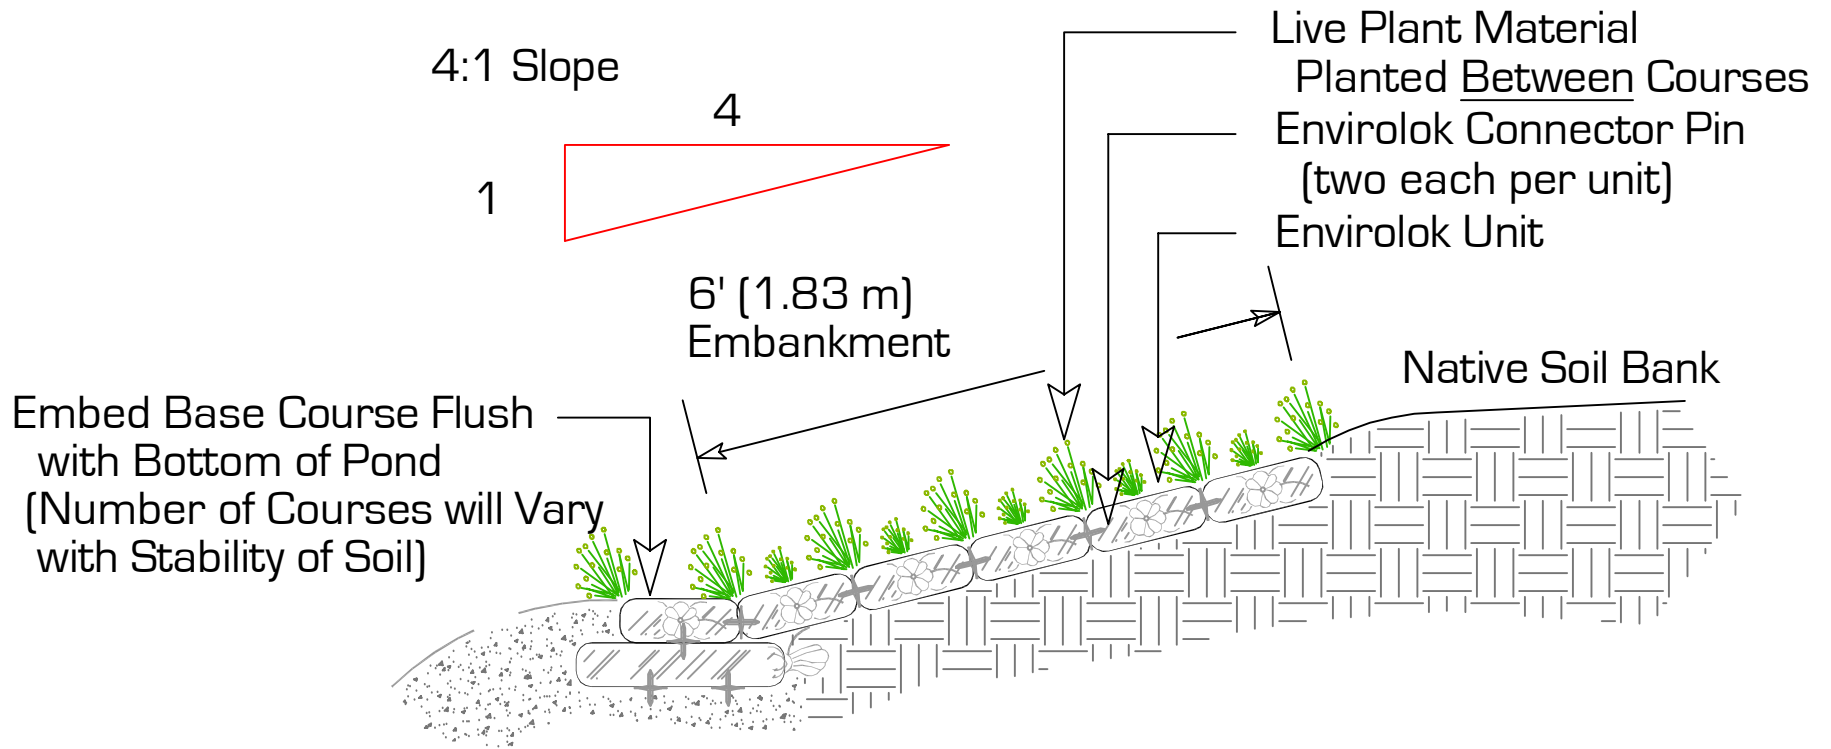 4:1 Slope
4
1
Live Plant Material
Planted Between Courses
Envirolok Connector Pin
(two each per unit)
Envirolok Unit
6' (1.83 m)
Embankment
Native Soil Bank
Embed Base Course Flush
with Bottom of Pond
(Number of Courses will Vary
with Stability of Soil)